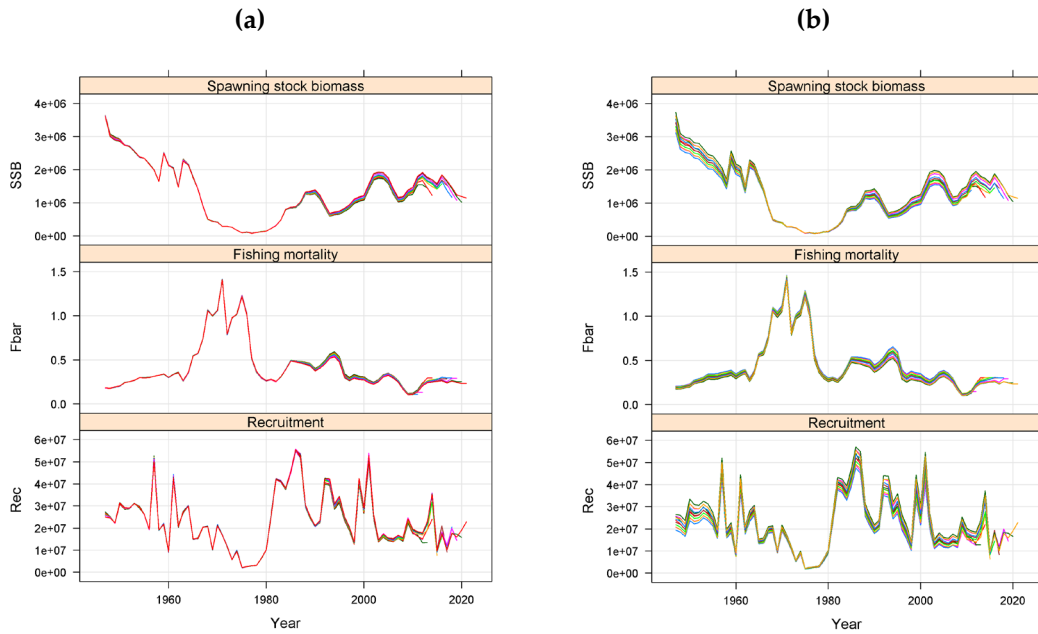 (a)
Spawning stock biomass
4e+06
3e+06
2e+06
1e+06
0e+00
SSB
Fishing mortality
1.5
1.0
0.5
0.0
Fbar
Recruitment
6e+07
5e+07
4e+07
3e+07
2e+07
1e+07
0e+00
Rec
1960 1980 2000 2020
Year
(b)
Spawning stock biomass
4e+06
3e+06
2e+06
1e+06
0e+00
SSB
Fishing mortality
1.5
1.0
0.5
0.0
Fbar
Recruitment
6e+07
5e+07
4e+07
3e+07
2e+07
1e+07
0e+00
Rec
1960 1980 2000 2020
Year